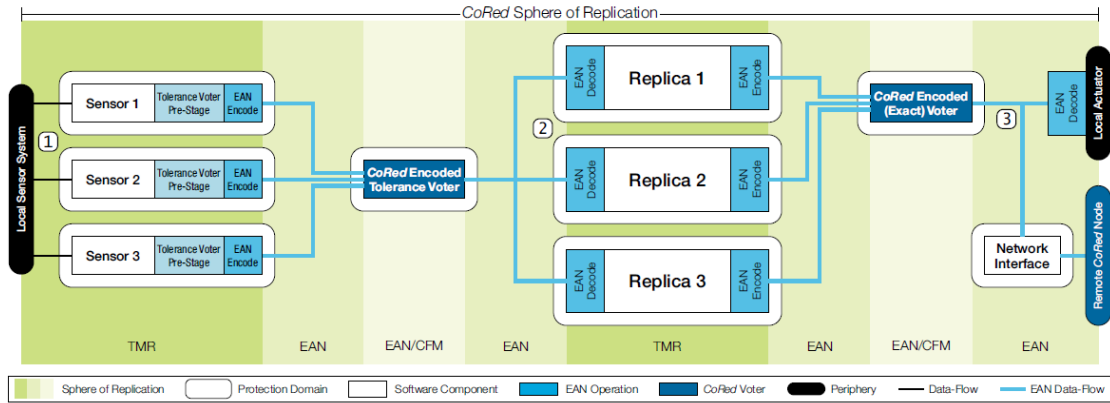 CoRed Sphere of Replication
Local Sensor System
1
Sensor 1
Tolerance Voter
Pre-Stage
EAN
Encode
Sensor 2
Tolerance Voter
Pre-Stage
EAN
Encode
Sensor 3
Tolerance Voter
Pre-Stage
EAN
Encode
CoRed Encoded
Tolerance Voter
2
EAN
Decode
Replica 1
EAN
Encode
EAN
Decode
Replica 2
EAN
Encode
EAN
Decode
Replica 3
EAN
Encode
CoRed Encoded
(Exact) Voter
3
EAN
Decode
Local Actuator
Network
Interface
Remote CoRed Node
TMR
EAN
EAN/CFM
EAN
TMR
EAN
EAN/CFM
EAN
Sphere of Replication
Protection Domain
Software Component
EAN Operation
CoRed Voter
Periphery
Data-Flow
EAN Data-Flow